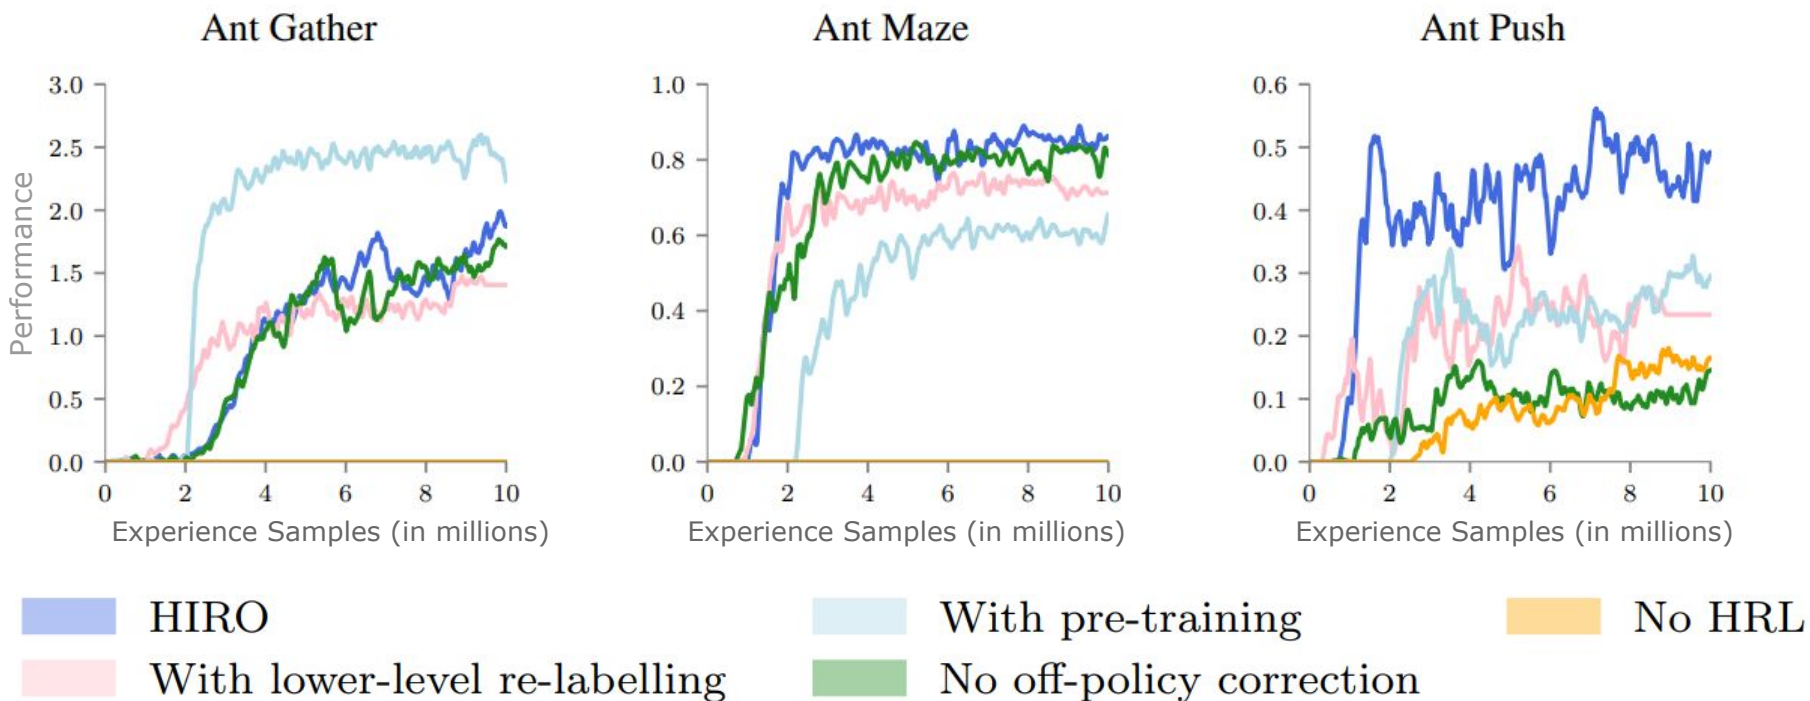 Ant Gather
Ant Maze
Ant Push
Performance
3.0
2.5
2.0
1.5
1.0
0.5
0.0
0 2 4 6 8 10
Experience Samples (in millions)
1.0
0.8
0.6
0.4
0.2
0.0
0 2 4 6 8 10
Experience Samples (in millions)
0.6
0.5
0.4
0.3
0.2
0.1
0.0
0 2 4 6 8 10
Experience Samples (in millions)
HIRO
With pre-training
No HRL
With lower-level re-labelling
No off-policy correction